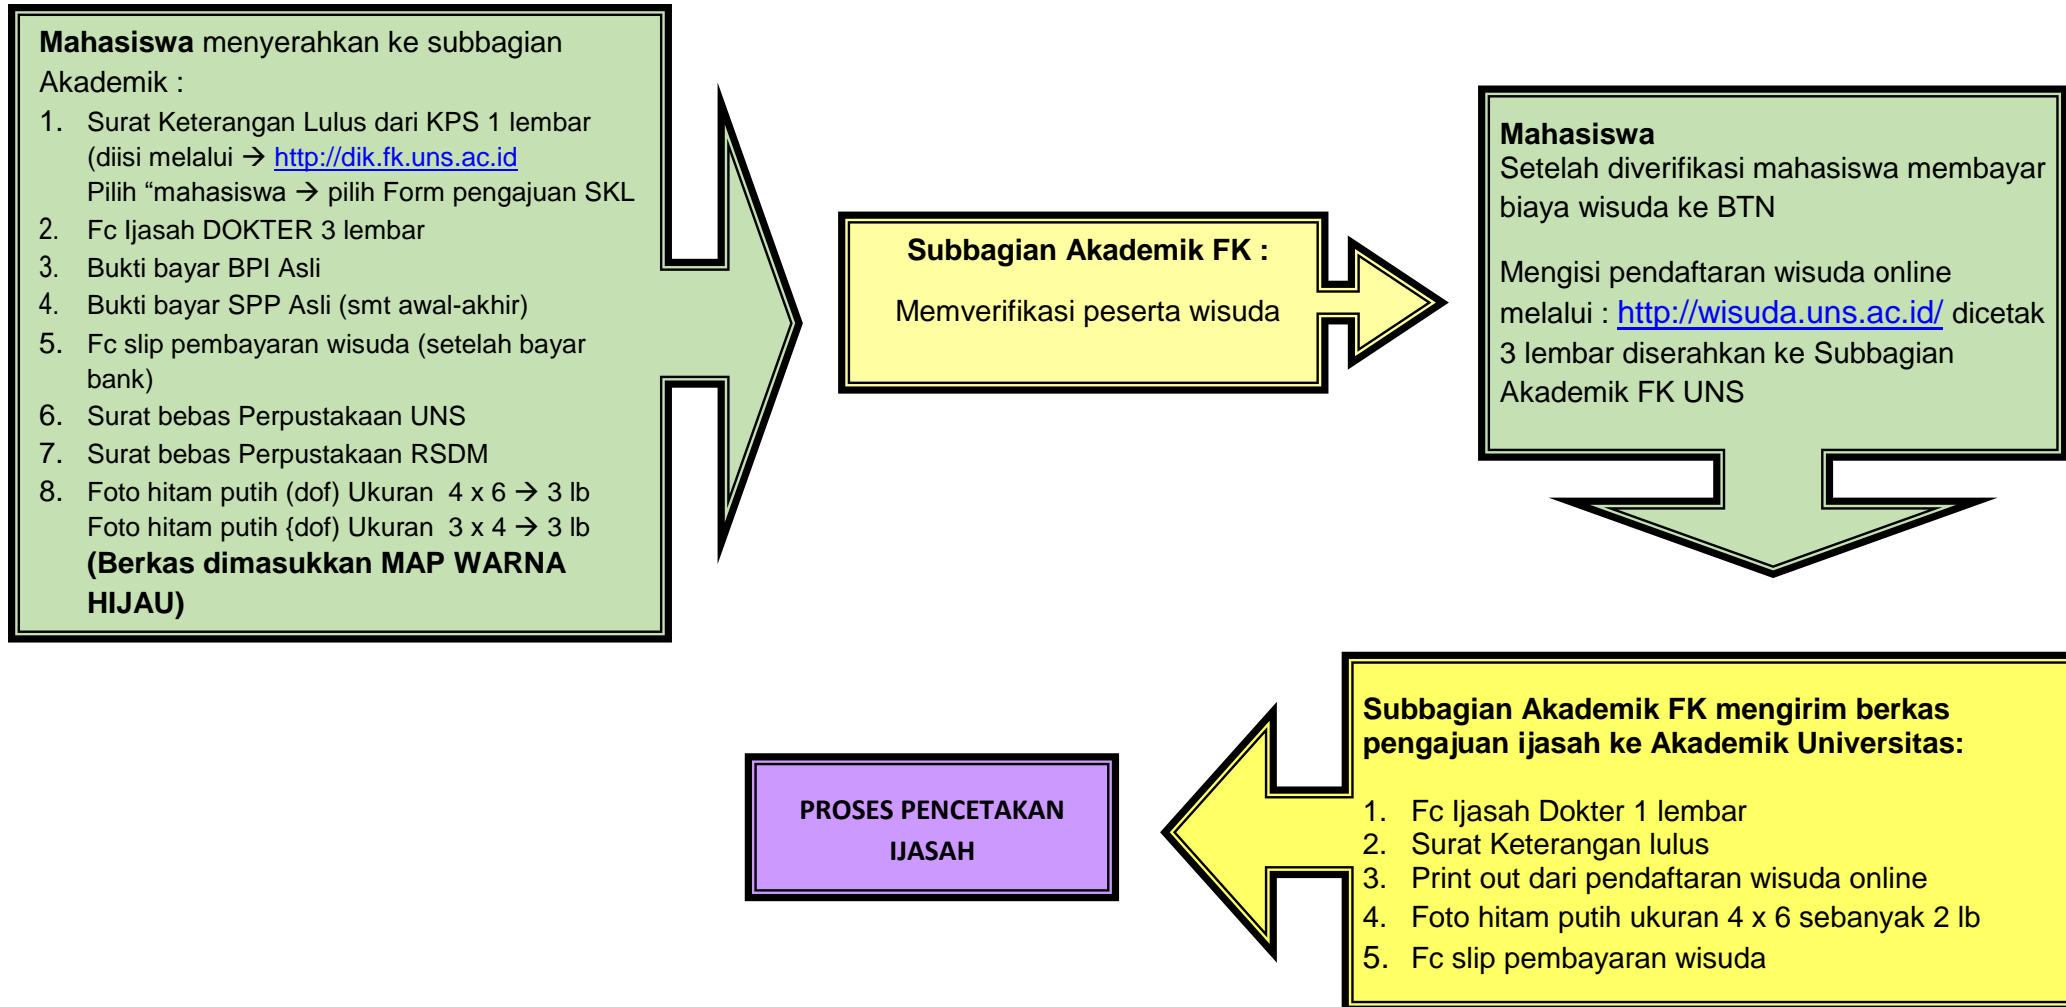 Mahasiswa menyerahkan ke subbagian
Akademik :
1. Surat Keterangan Lulus dari KPS 1 lembar
(diisi melalui → http://dik.fk.uns.ac.id
Pilih “mahasiswa → pilih Form pengajuan SKL
2. Fc Ijasah DOKTER 3 lembar
3. Bukti bayar BPI Asli
4. Bukti bayar SPP Asli (smt awal-akhir)
5. Fc slip pembayaran wisuda (setelah bayar
bank)
6. Surat bebas Perpustakaan UNS
7. Surat bebas Perpustakaan RSDM
8. Foto hitam putih (dof) Ukuran 4 x 6 → 3 lb
Foto hitam putih {dof) Ukuran 3 x 4 → 3 lb
(Berkas dimasukkan MAP WARNA
HIJAU)
Subbagian Akademik FK :
Memverifikasi peserta wisuda
Mahasiswa
Setelah diverifikasi mahasiswa membayar
biaya wisuda ke BTN
Mengisi pendaftaran wisuda online
melalui : http://wisuda.uns.ac.id/ dicetak
3 lembar diserahkan ke Subbagian
Akademik FK UNS
Subbagian Akademik FK mengirim berkas
pengajuan ijasah ke Akademik Universitas:
1. Fc Ijasah Dokter 1 lembar
2. Surat Keterangan lulus
3. Print out dari pendaftaran wisuda online
4. Foto hitam putih ukuran 4 x 6 sebanyak 2 lb
5. Fc slip pembayaran wisuda
PROSES PENCETAKAN
IJASAH